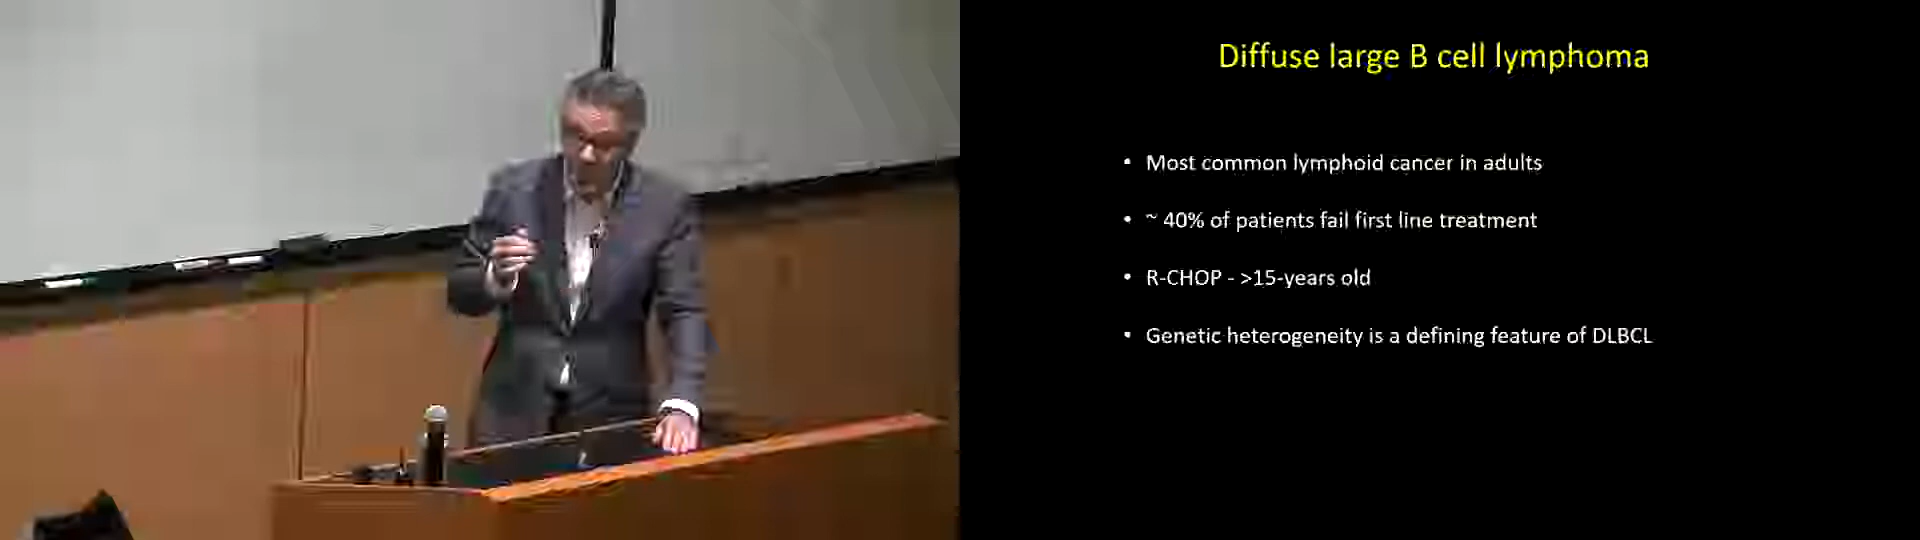 Diffuse large B cell lymphoma
• Most common lymphoid cancer in adults
• ~ 40% of patients fail first line treatment
• R-CHOP - >15-years old
• Genetic heterogeneity is a defining feature of DLBCL